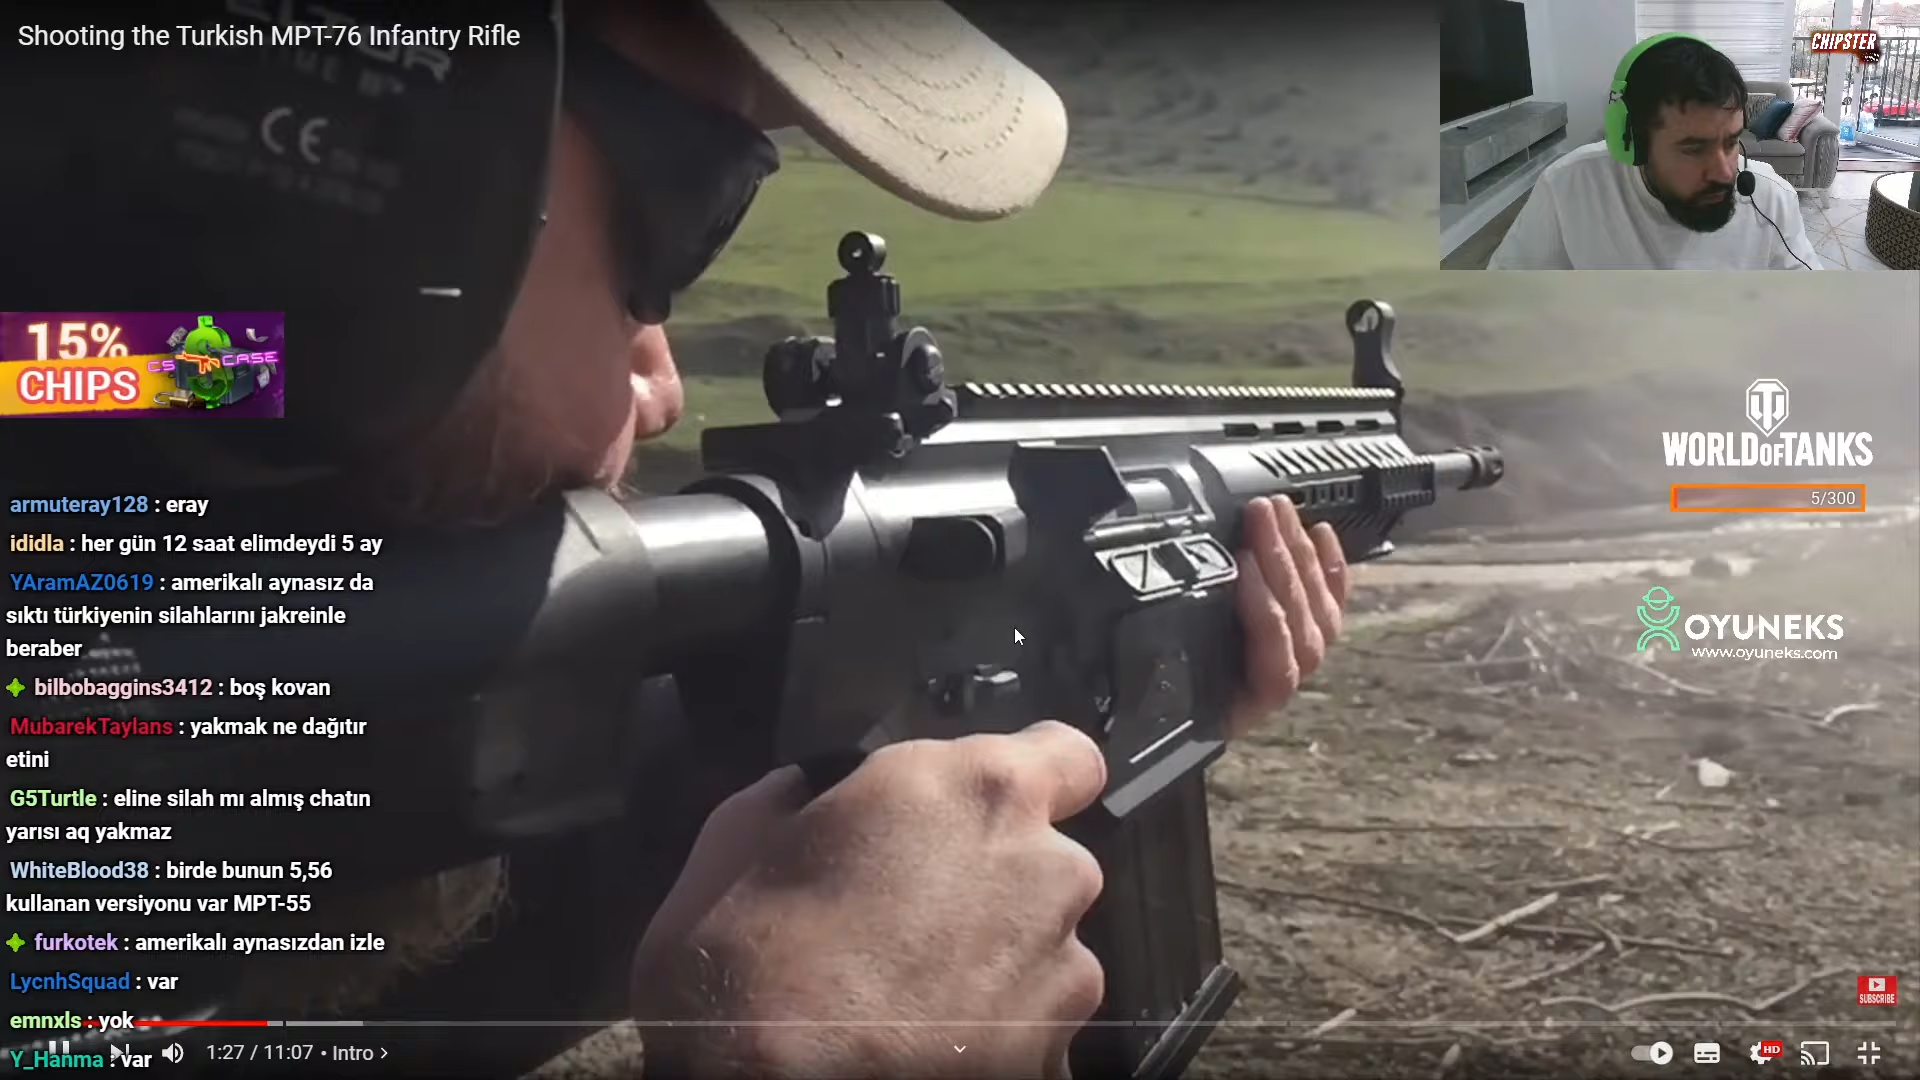 Shooting the Turkish MPT-76 Infantry Rifle
CHIPSTER
CE
15%
CHIPS
CS CASE
WORLD OF TANKS
5/300
armuteray128 : eray
ididla : her gün 12 saat elimdeydi 5 ay
YAramAZ0619 : amerikalı aynasız da
sıktı türkiyenin silahlarını jakreinle
beraber
bilbobaggins3412 : boş kovan
MubarekTaylans : yakmak ne dağıtır
etini
G5Turtle : eline silah mı almış chatın
yarısı aq yakmaz
WhiteBlood38 : birde bunun 5,56
kullanan versiyonu var MPT-55
furkotek : amerikalı aynasızdan izle
LycnhSquad : var
emnxls : yok
Y_Hanma : var
OYUNEKS
www.oyuneks.com
SUBSCRIBE
1:27 / 11:07 • Intro >
HD